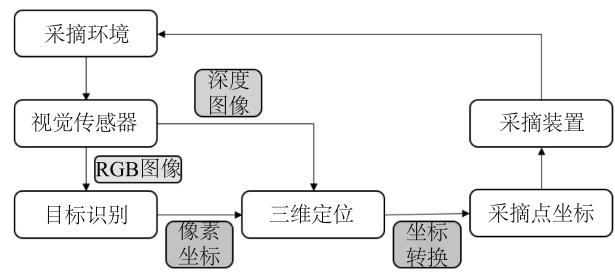 采摘环境
深度
图像
视觉传感器
采摘装置
RGB图像
目标识别
三维定位
采摘点坐标
像素
坐标
坐标
转换